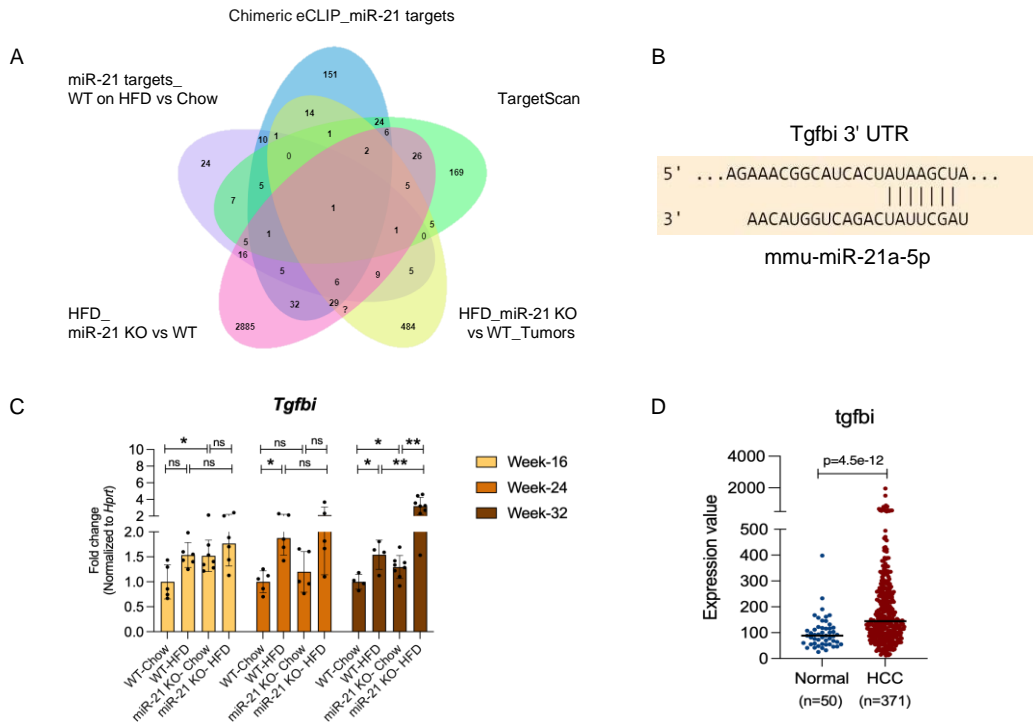 Chimeric eCLIP_miR-21 targets
A
miR-21 targets_
WT on HFD vs Chow
TargetScan
151
14
24
10
1
1
6
24
0
2
26
169
5
5
7
1
5
5
1
1
0
16
5
9
5
6
32
29
?
2885
484
HFD_
miR-21 KO vs WT
HFD_miR-21 KO
vs WT_Tumors
B
Tgfbi 3' UTR
5' ...AGAAACGGCAUCACUAUAAGCUA...
|||||||
3' AACAUGGUCAGACUAUUCGAU
mmu-miR-21a-5p
C
Tgfbi
* ns ns ns * **
ns ns * ns * **
Fold change
(Normalized to Hprt)
10
8
6
4
2
2.0
1.5
1.0
0.5
0.0
WT-Chow
WT-HFD
miR-21 KO- Chow
miR-21 KO- HFD
WT-Chow
WT-HFD
miR-21 KO- Chow
miR-21 KO- HFD
WT-Chow
WT-HFD
miR-21 KO- Chow
miR-21 KO- HFD
Week-16
Week-24
Week-32
D
tgfbi
p=4.5e-12
Expression value
4000
2000
500
400
300
200
100
0
Normal HCC
(n=50) (n=371)